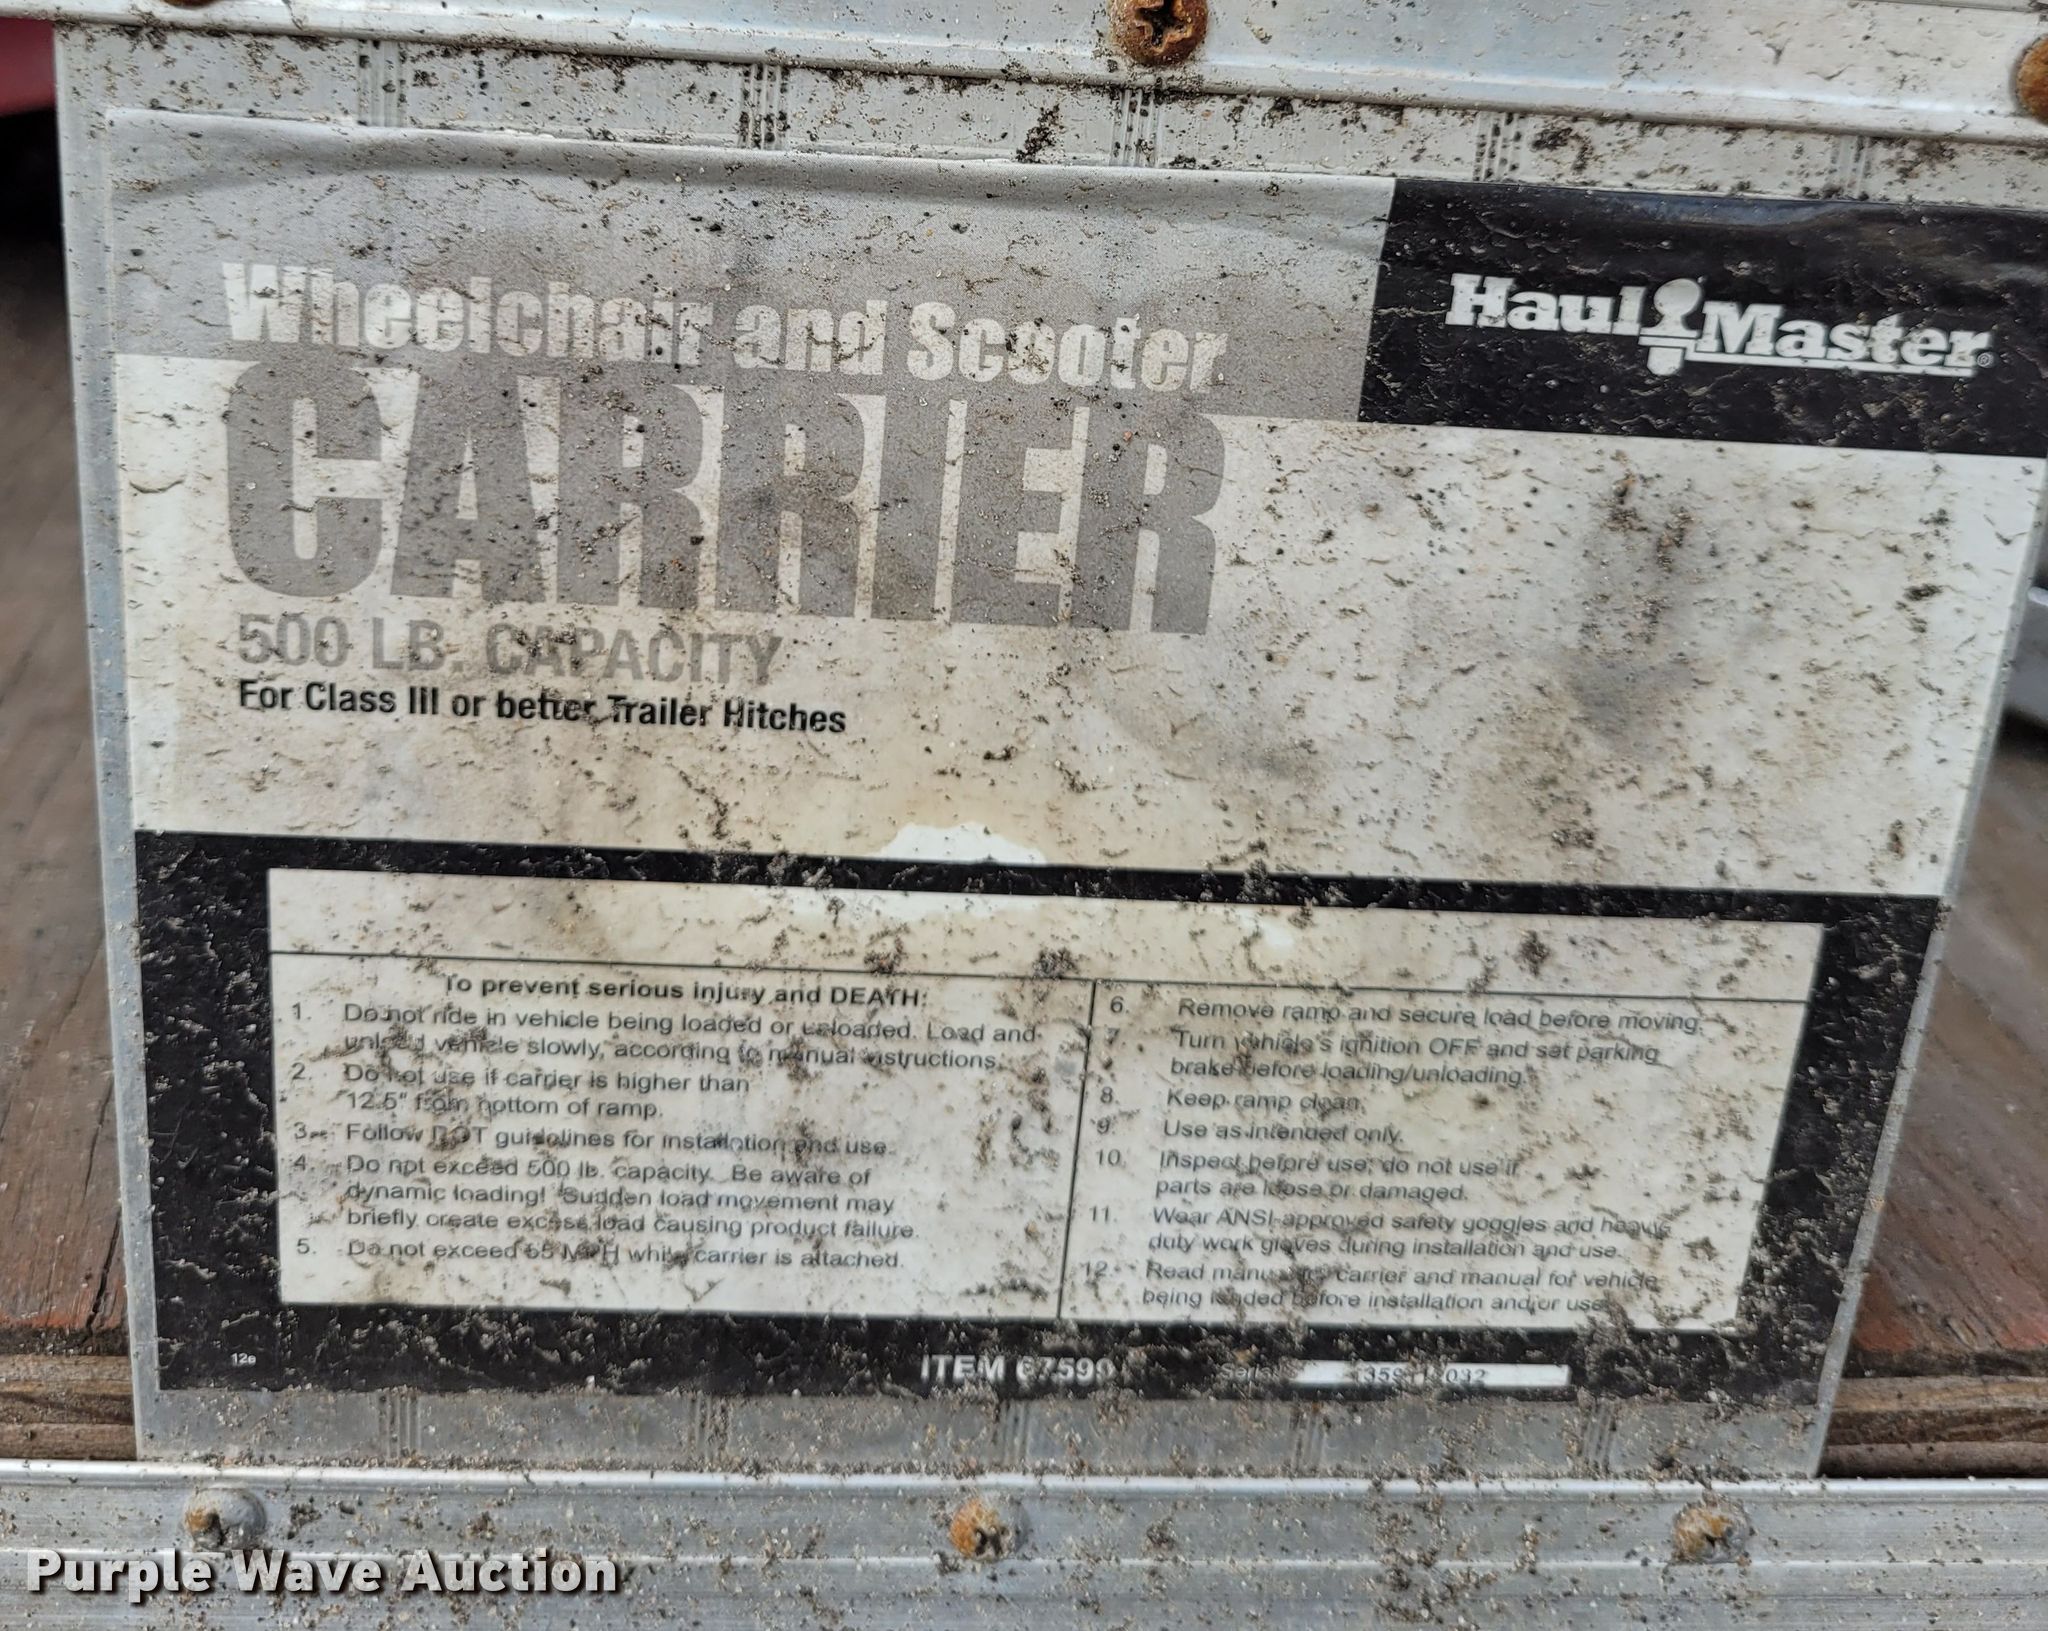 Wheelchair and Scooter
CARRIER
500 LB. CAPACITY
For Class III or better Trailer Hitches
Haul Master®
To prevent serious injury and DEATH:
1. Do not ride in vehicle being loaded or unloaded. Load and
unload vehicle slowly, according to manual instructions.
2. Do not use if carrier is higher than
12.5" from bottom of ramp.
3. Follow DOT guidelines for installation and use.
4. Do not exceed 500 lb. capacity. Be aware of
dynamic loading! Sudden load movement may
briefly create excess load causing product failure.
5. Do not exceed MPH while carrier is attached.
6. Remove ramp and secure load before moving.
7. Turn vehicle's ignition OFF and set parking
brake before loading/unloading.
8. Keep ramp clean.
9. Use as intended only.
10. Inspect before use; do not use if
parts are loose or damaged.
11. Wear ANSI-approved safety goggles and heavy-
duty work gloves during installation and use.
12. Read manual for carrier and manual for vehicle
being loaded before installation and/or use.
12e
ITEM
Purple Wave Auction